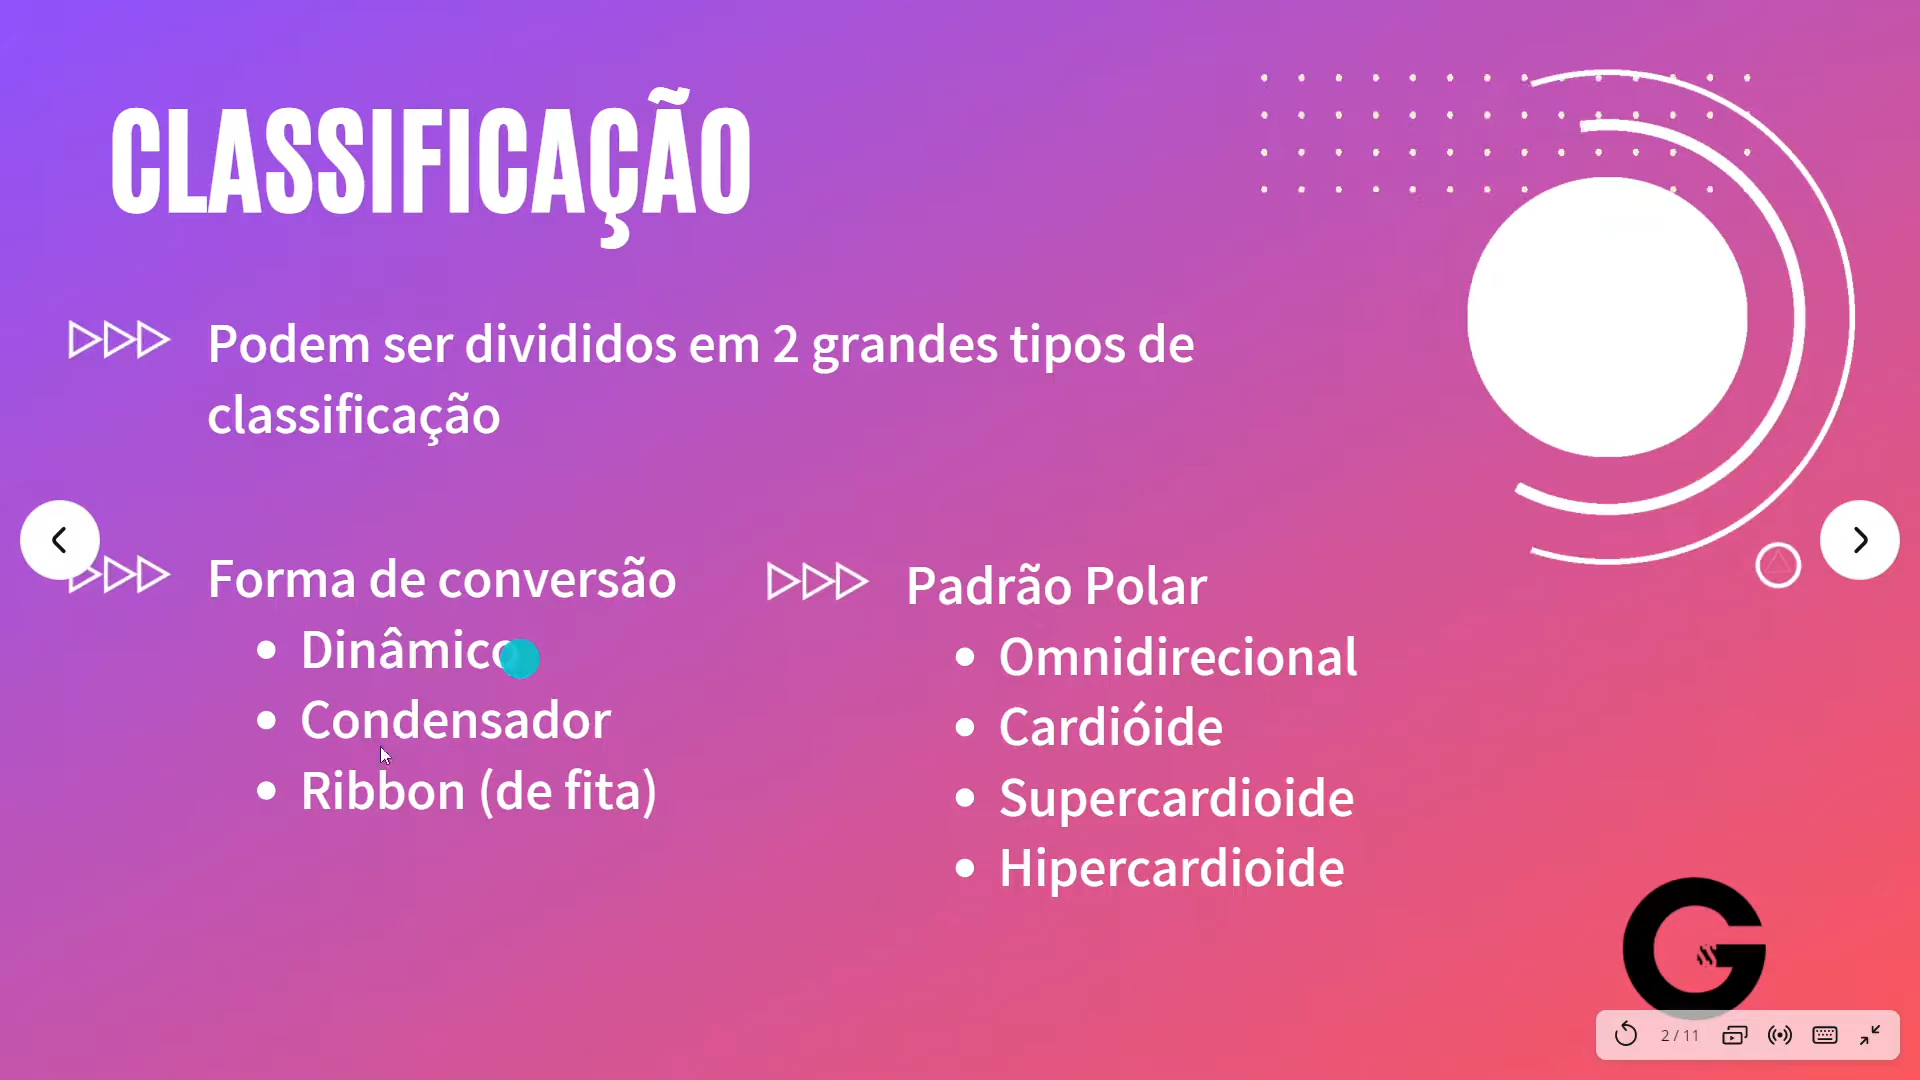 CLASSIFICAÇÃO
Podem ser divididos em 2 grandes tipos de
classificação
Forma de conversão
Dinâmico
Condensador
Ribbon (de fita)
Padrão Polar
Omnidirecional
Cardióide
Supercardioide
Hipercardioide
G
2 / 11